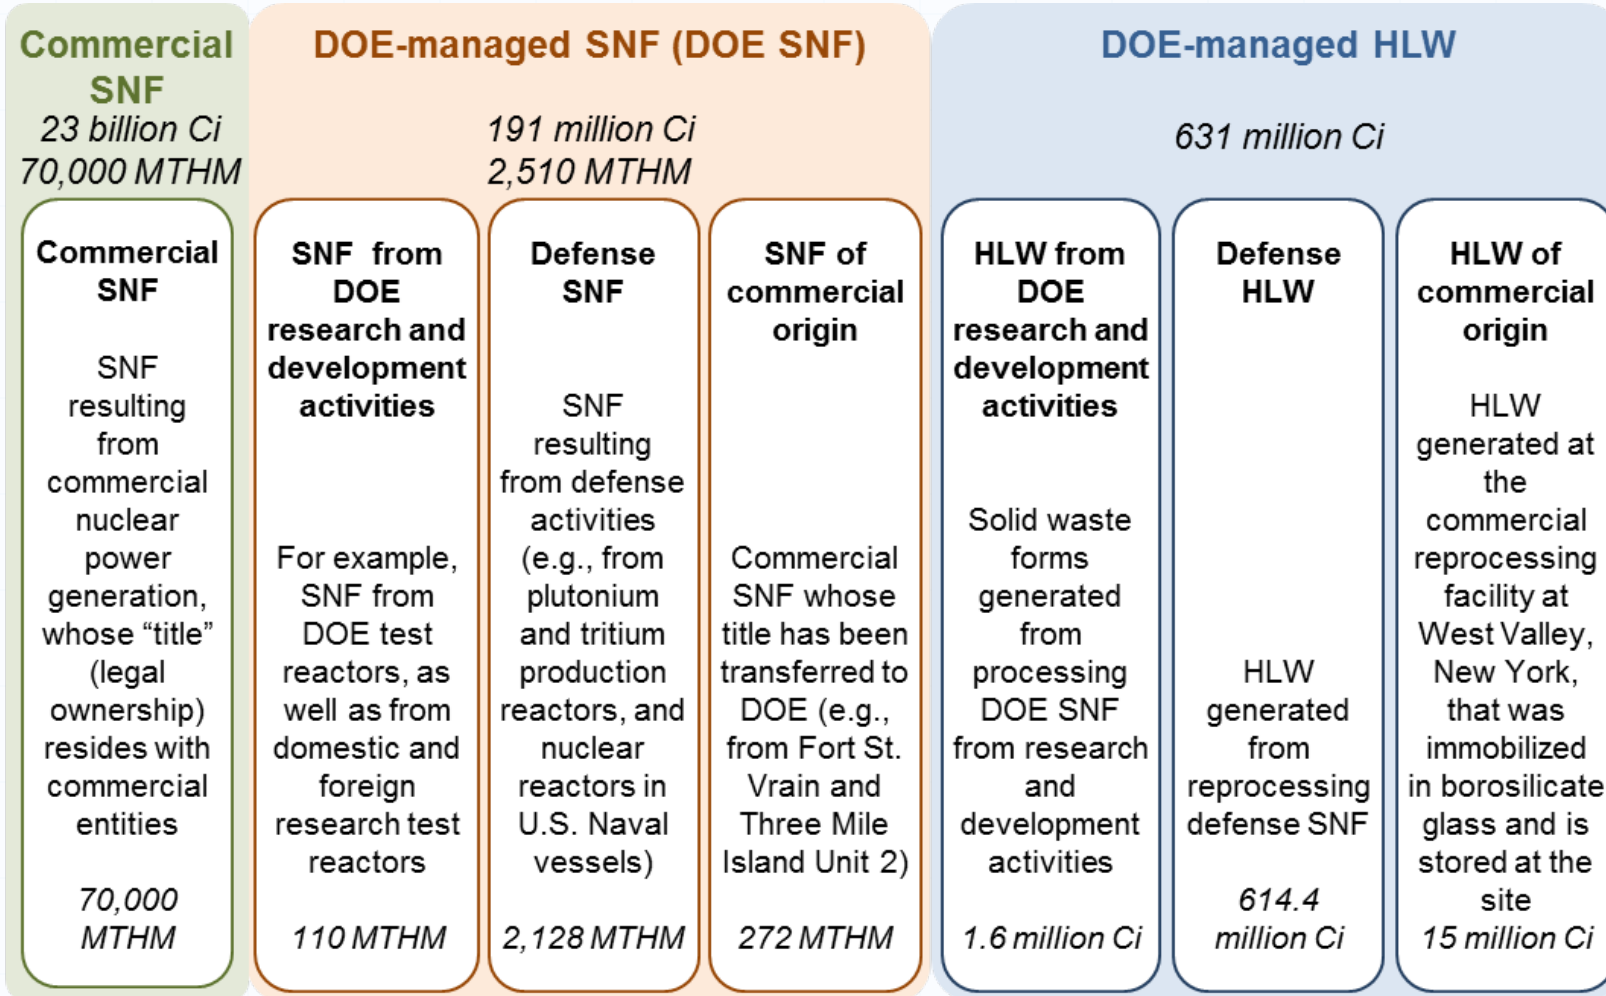 Commercial
SNF
23 billion Ci
70,000 MTHM
Commercial
SNF
SNF
resulting
from
commercial
nuclear
power
generation,
whose “title”
(legal
ownership)
resides with
commercial
entities
70,000
MTHM
DOE-managed SNF (DOE SNF)
191 million Ci
2,510 MTHM
SNF from
DOE
research and
development
activities
For example,
SNF from
DOE test
reactors, as
well as from
domestic and
foreign
research test
reactors
110 MTHM
Defense
SNF
SNF
resulting
from defense
activities
(e.g., from
plutonium
and tritium
production
reactors, and
nuclear
reactors in
U.S. Naval
vessels)
2,128 MTHM
SNF of
commercial
origin
Commercial
SNF whose
title has been
transferred to
DOE (e.g.,
from Fort St.
Vrain and
Three Mile
Island Unit 2)
272 MTHM
DOE-managed HLW
631 million Ci
HLW from
DOE
research and
development
activities
Solid waste
forms
generated
from
processing
DOE SNF
from research
and
development
activities
1.6 million Ci
Defense
HLW
HLW
generated
from
reprocessing
defense SNF
614.4
million Ci
HLW of
commercial
origin
HLW
generated at
the
commercial
reprocessing
facility at
West Valley,
New York,
that was
immobilized
in borosilicate
glass and is
stored at the
site
15 million Ci